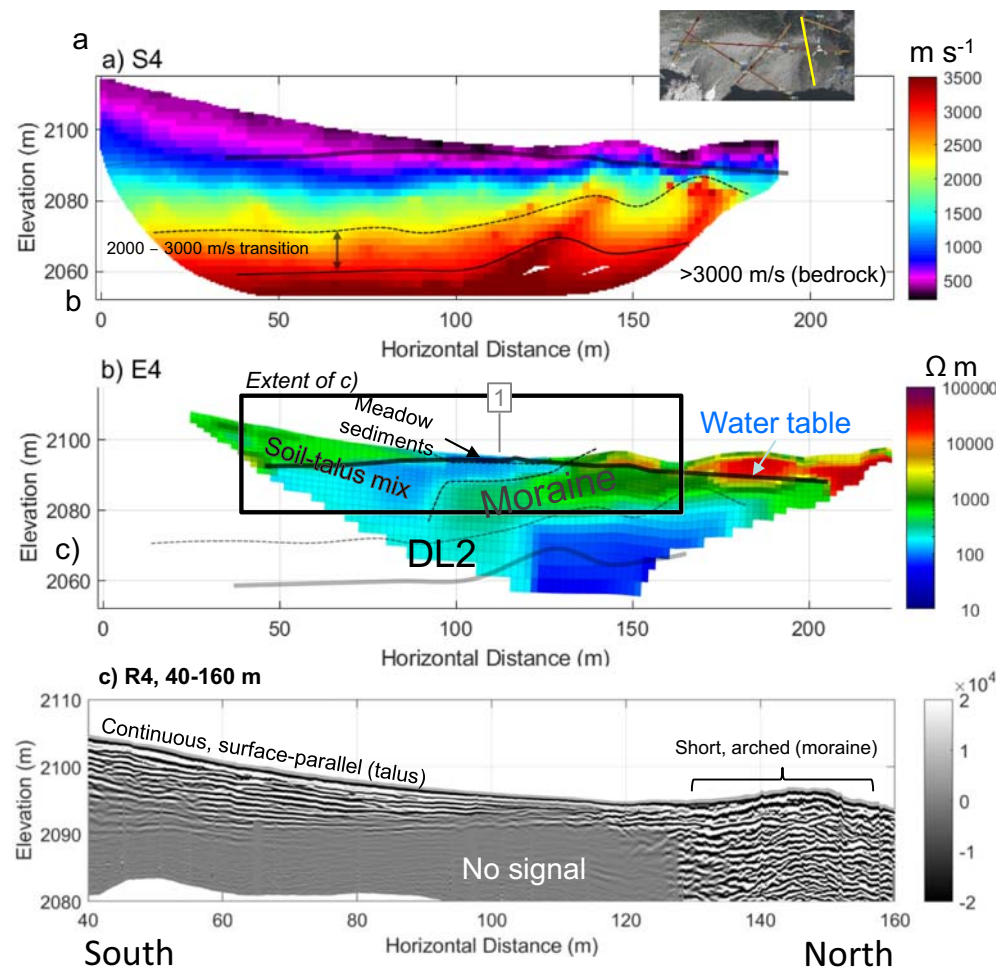 a
a) S4
m s⁻¹
Elevation (m)
2100
2080
2060
2000 – 3000 m/s transition
>3000 m/s (bedrock)
3500
3000
2500
2000
1500
1000
500
b
0
50
100
150
200
Horizontal Distance (m)
b) E4
Ω m
Extent of c)
1
Meadow
sediments
Water table
Soil-talus mix
Moraine
DL2
Elevation (m)
2100
2080
2060
100000
10000
1000
100
10
c)
0
50
100
150
200
Horizontal Distance (m)
c) R4, 40-160 m
×10⁴
Elevation (m)
2110
2100
2090
2080
Continuous, surface-parallel (talus)
Short, arched (moraine)
No signal
2
1
0
-1
-2
40
60
80
100
120
140
160
South
Horizontal Distance (m)
North